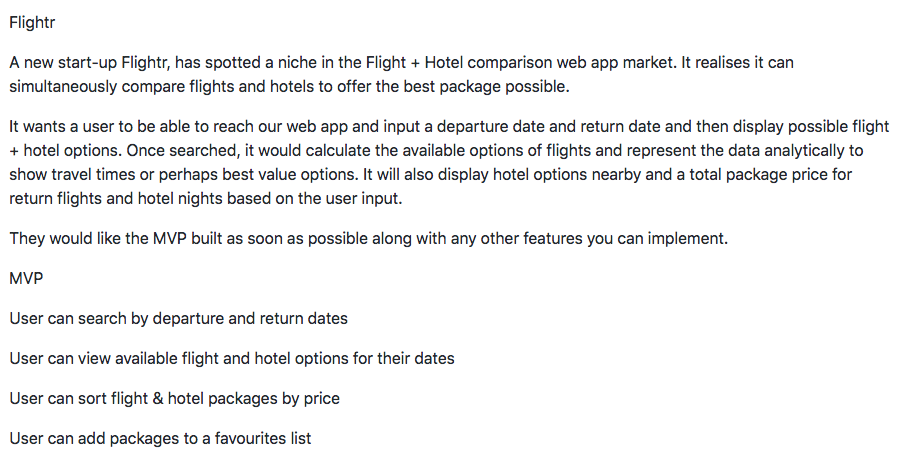 Flightr
A new start-up Flightr, has spotted a niche in the Flight + Hotel comparison web app market. It realises it can
simultaneously compare flights and hotels to offer the best package possible.
It wants a user to be able to reach our web app and input a departure date and return date and then display possible flight
+ hotel options. Once searched, it would calculate the available options of flights and represent the data analytically to
show travel times or perhaps best value options. It will also display hotel options nearby and a total package price for
return flights and hotel nights based on the user input.
They would like the MVP built as soon as possible along with any other features you can implement.
MVP
User can search by departure and return dates
User can view available flight and hotel options for their dates
User can sort flight & hotel packages by price
User can add packages to a favourites list